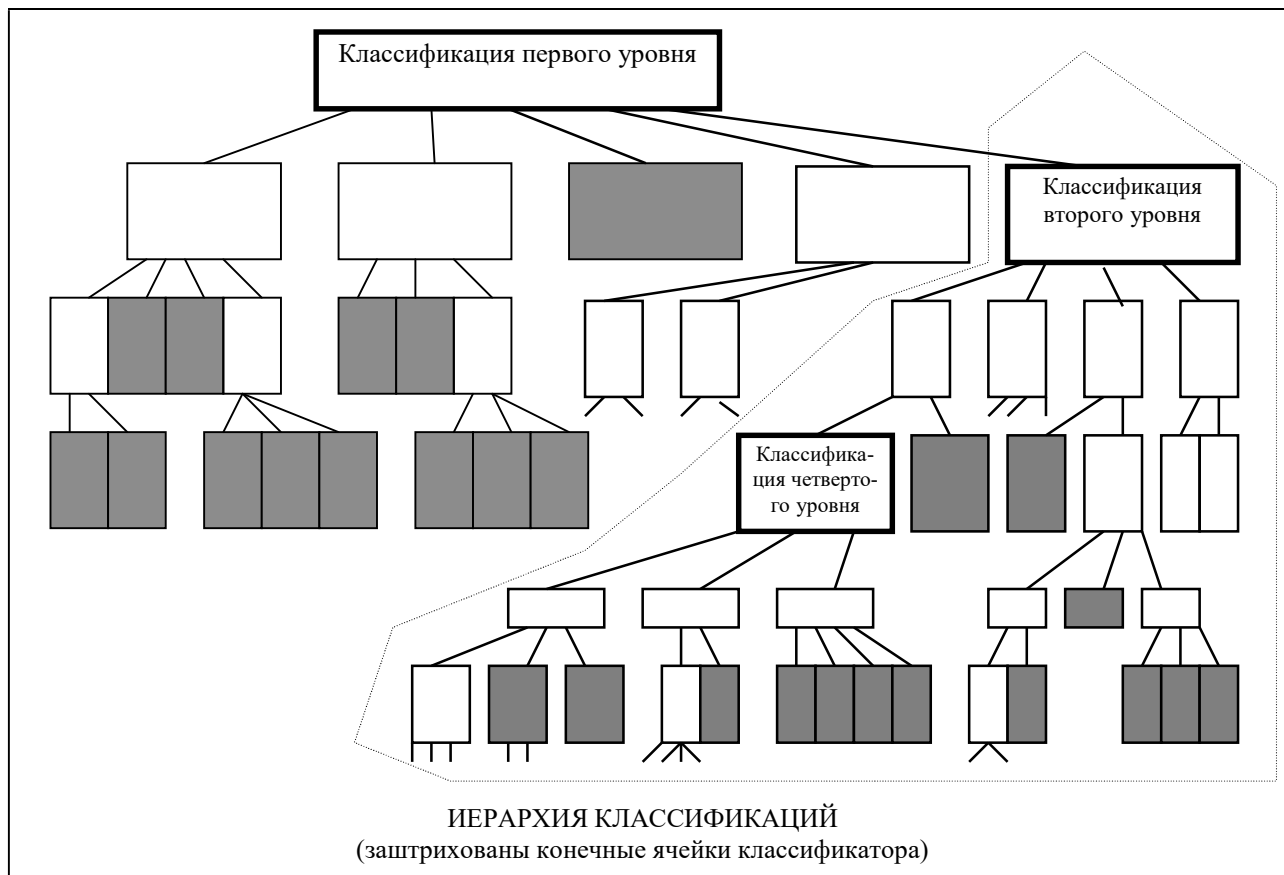 Классификация первого уровня
Классификация
второго уровня
Классифика-
ция четверто-
го уровня
ИЕРАРХИЯ КЛАССИФИКАЦИЙ
(заштрихованы конечные ячейки классификатора)